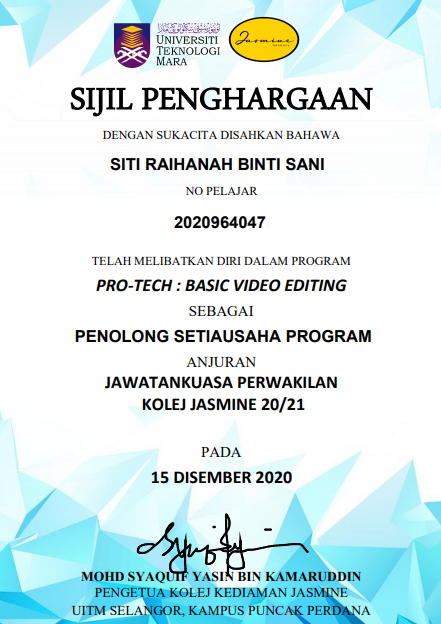 UNIVERSITI
TEKNOLOGI
MARA
Jasmine
SIJIL PENGHARGAAN
DENGAN SUKACITA DISAHKAN BAHAWA
SITI RAIHANAH BINTI SANI
NO PELAJAR
2020964047
TELAH MELIBATKAN DIRI DALAM PROGRAM
PRO-TECH : BASIC VIDEO EDITING
SEBAGAI
PENOLONG SETIAUSAHA PROGRAM
ANJURAN
JAWATANKUASA PERWAKILAN
KOLEJ JASMINE 20/21
PADA
15 DISEMBER 2020
MOHD SYAQUIF YASIN BIN KAMARUDDIN
PENGETUA KOLEJ KEDIAMAN JASMINE
UITM SELANGOR, KAMPUS PUNCAK PERDANA